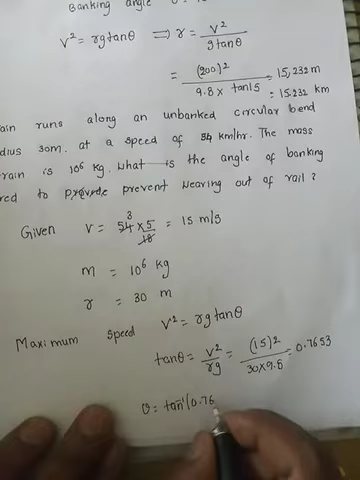 Banking angle θ =
V² = rg tanθ ⟹ r = V² / g tanθ
= (200)² / 9.8 × tan15 = 15,232 m
= 15.232 km
ain runs along an unbanked circular bend
dius 30m. at a speed of 54 km/hr. The mass
rain is 10⁶ kg. What is the angle of banking
red to prevent wearing out of rail?
Given V = 54 × 5 / 18 = 15 m/s
3
m = 10⁶ kg
r = 30 m
Maximum speed V² = rg tanθ
tanθ = V² / rg = (15)² / 30×9.8 = 0.7653
θ = tan⁻¹(0.76